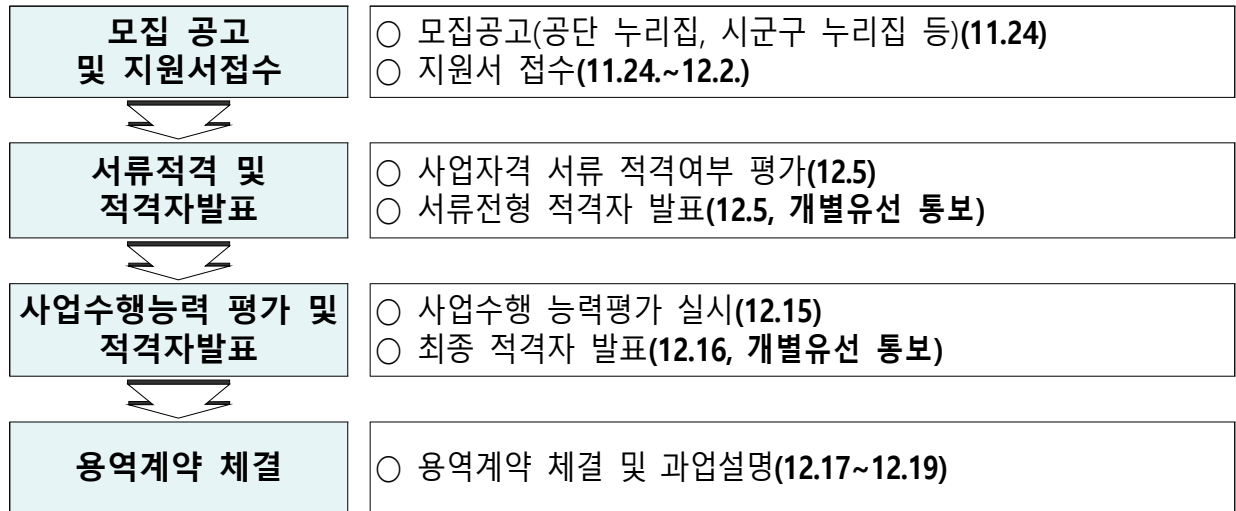 모집 공고
및 지원서접수
○ 모집공고(공단 누리집, 시군구 누리집 등)(11.24)
○ 지원서 접수(11.24.~12.2.)
서류적격 및
적격자발표
○ 사업자격 서류 적격여부 평가(12.5)
○ 서류전형 적격자 발표(12.5, 개별유선 통보)
사업수행능력 평가 및
적격자발표
○ 사업수행 능력평가 실시(12.15)
○ 최종 적격자 발표(12.16, 개별유선 통보)
용역계약 체결
○ 용역계약 체결 및 과업설명(12.17~12.19)